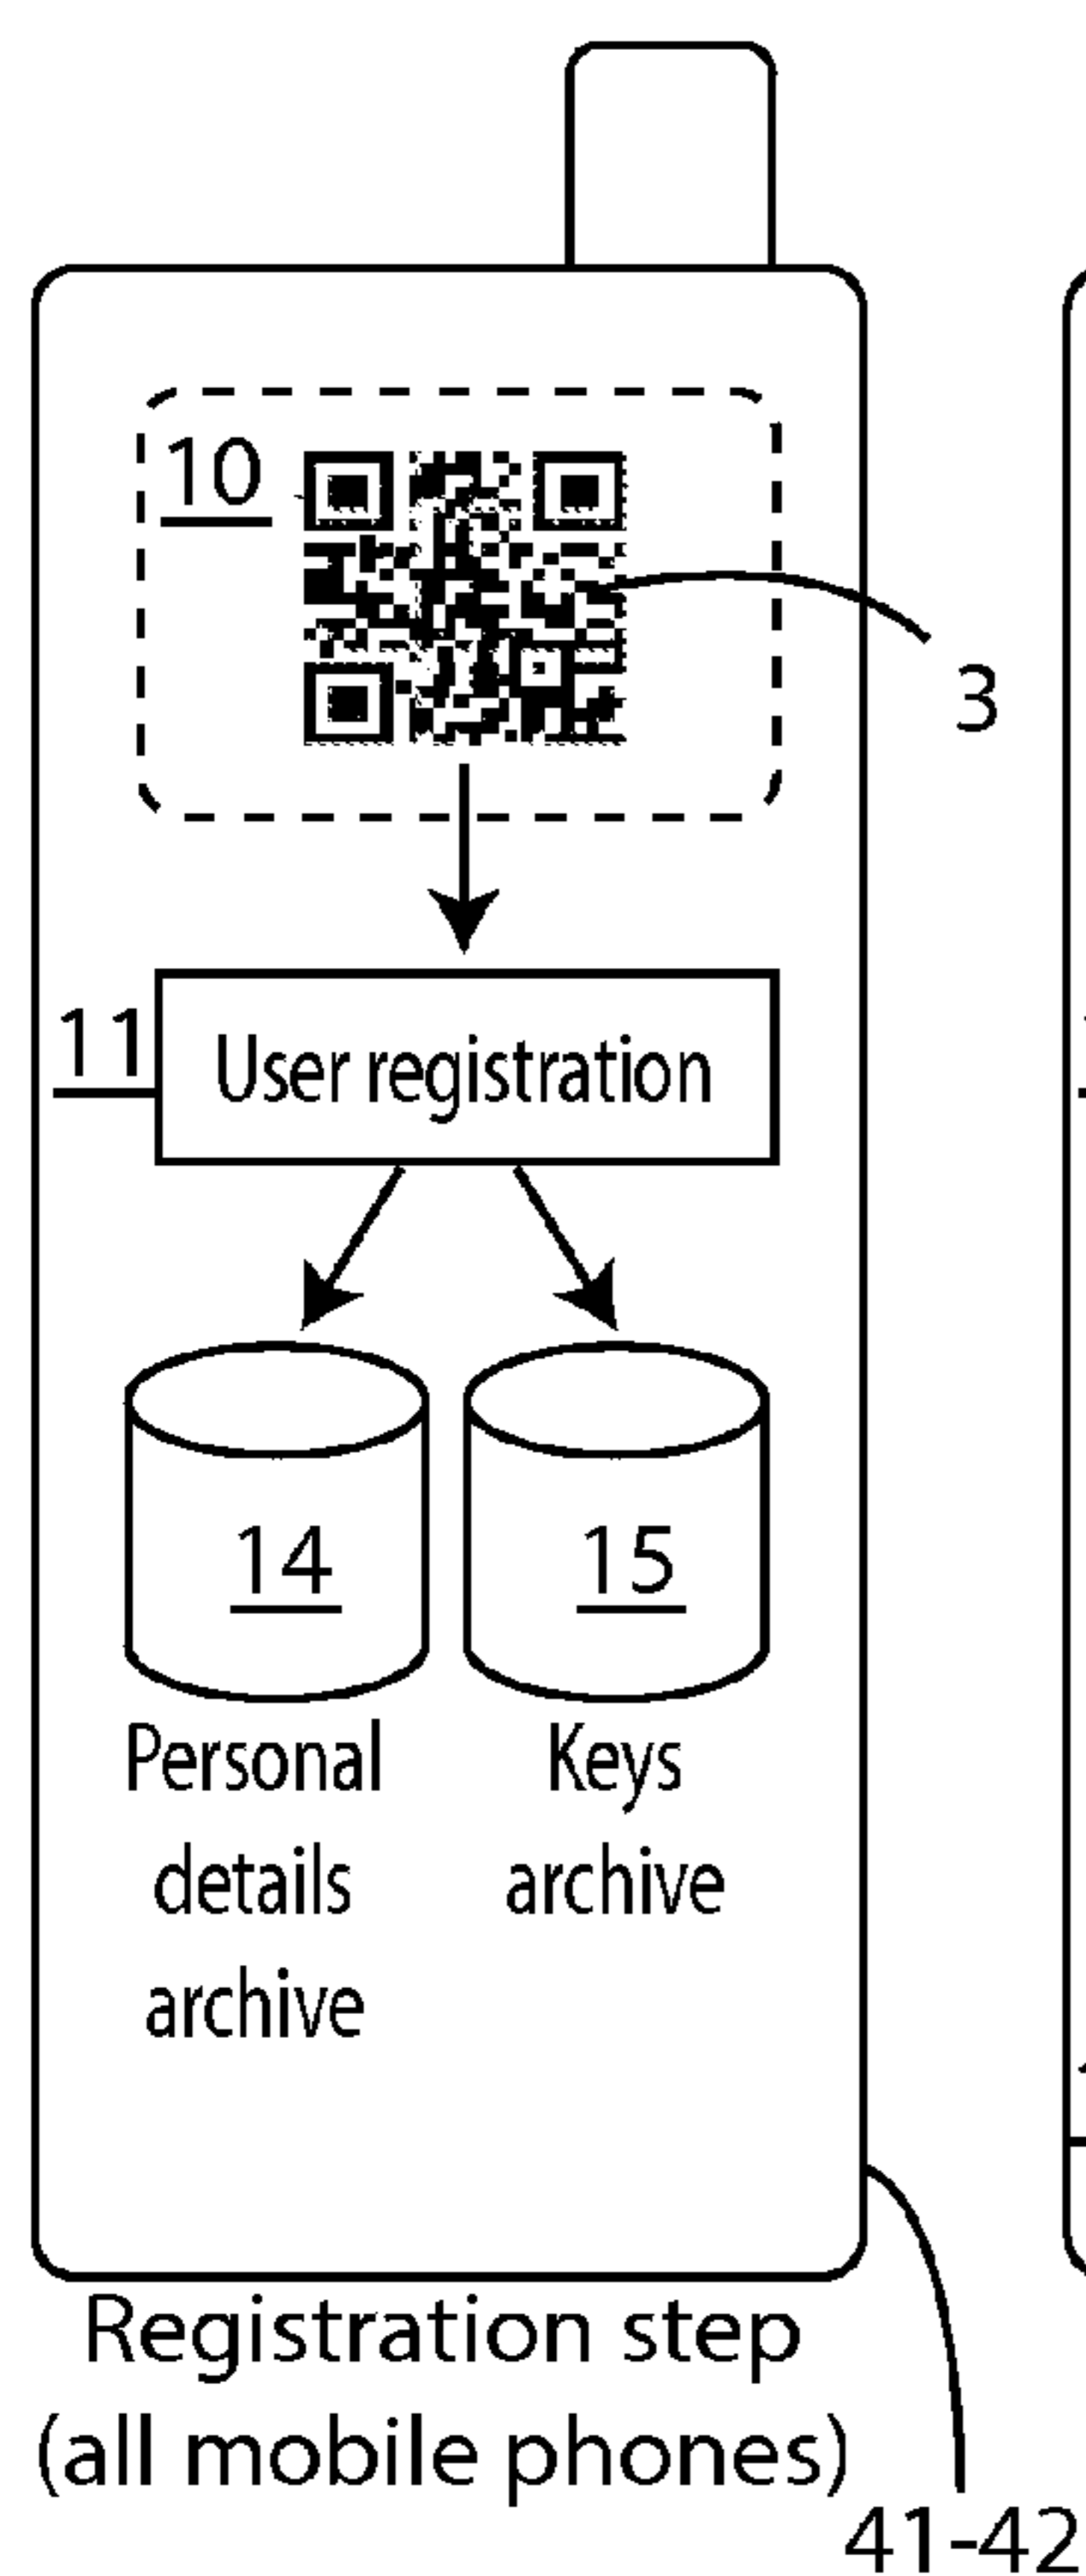 10
3
11
User registration
14
15
Personal
details
archive
Keys
archive
Registration step
(all mobile phones)
41-42